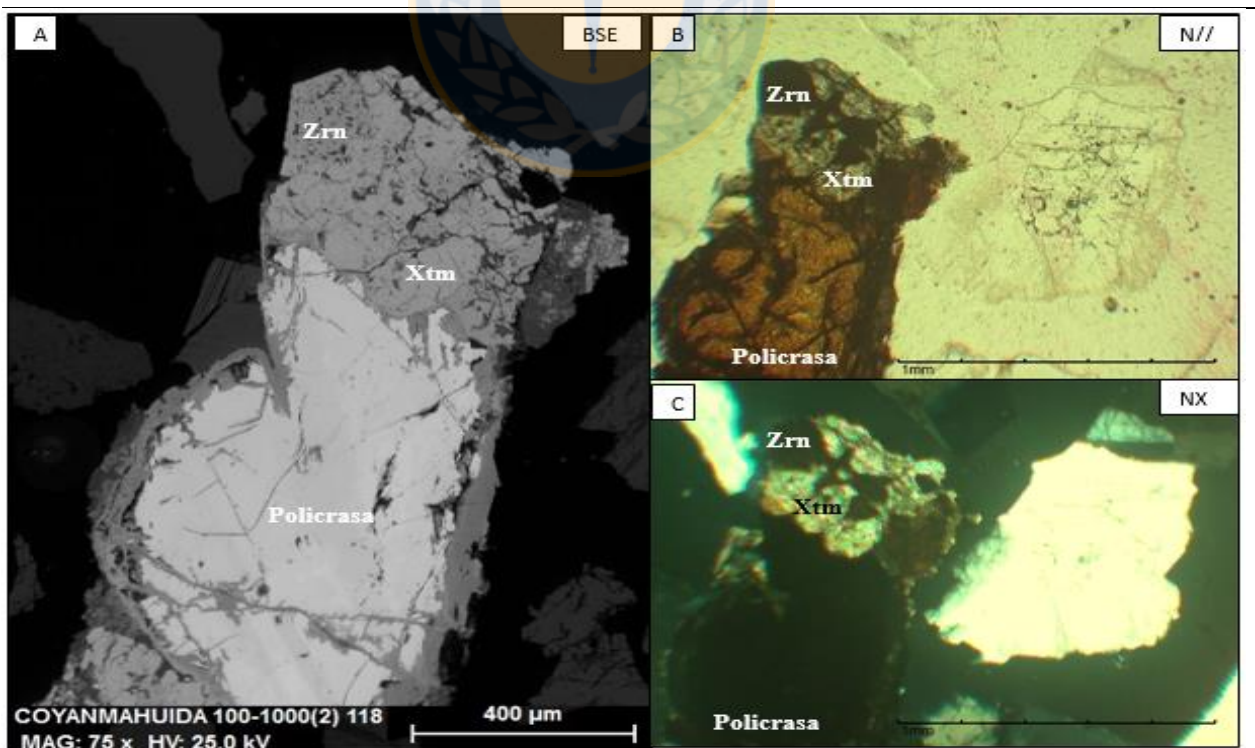 A
BSE
Zrn
Xtm
Policrasa
COYANMAHUIDA 100-1000(2) 118
MAG: 75 x HV: 25.0 kV
400 µm
B
N//
Zrn
Xtm
Policrasa
1mm
C
NX
Zrn
Xtm
Policrasa
1mm